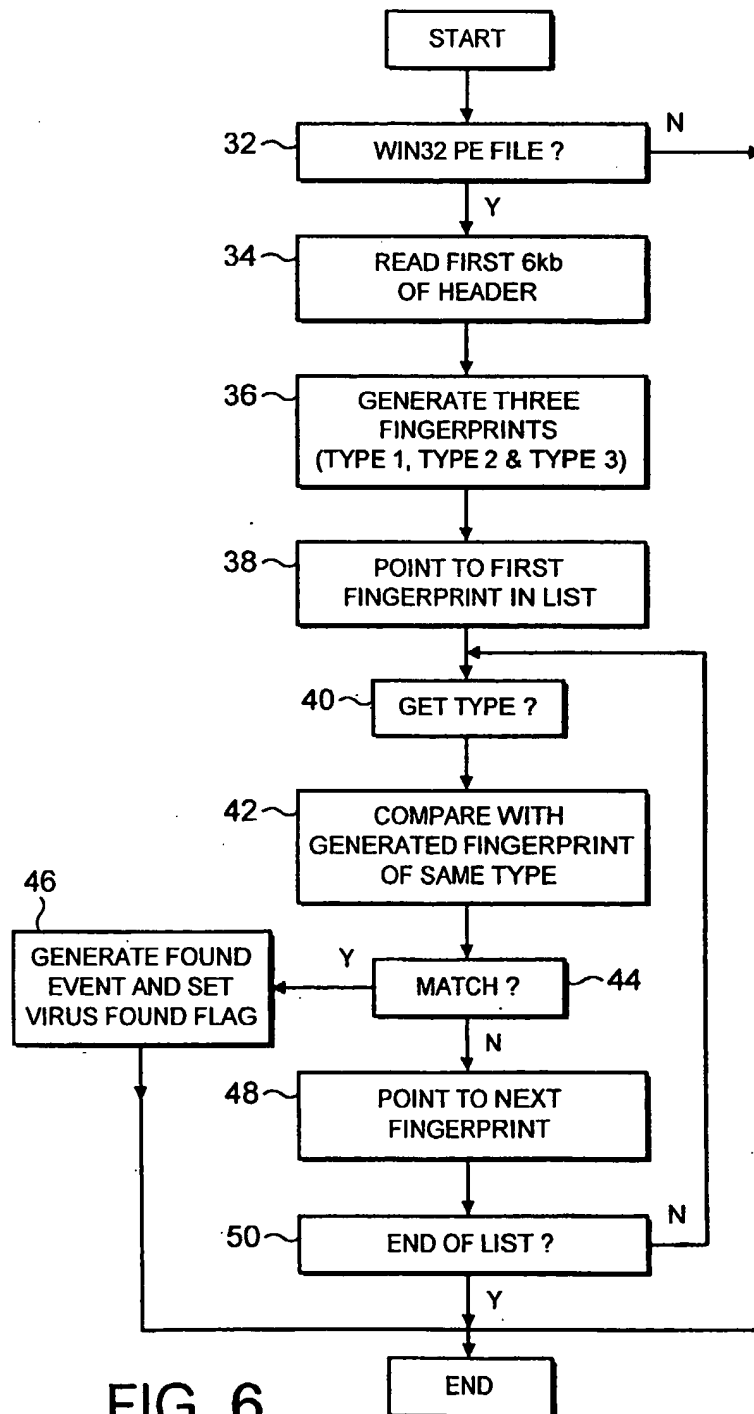 START
32
WIN32 PE FILE ?
N
Y
34
READ FIRST 6kb
OF HEADER
36
GENERATE THREE
FINGERPRINTS
(TYPE 1, TYPE 2 & TYPE 3)
38
POINT TO FIRST
FINGERPRINT IN LIST
40
GET TYPE ?
42
COMPARE WITH
GENERATED FINGERPRINT
OF SAME TYPE
46
GENERATE FOUND
EVENT AND SET
VIRUS FOUND FLAG
Y
MATCH ?
44
N
48
POINT TO NEXT
FINGERPRINT
50
END OF LIST ?
N
Y
END
FIG. 6